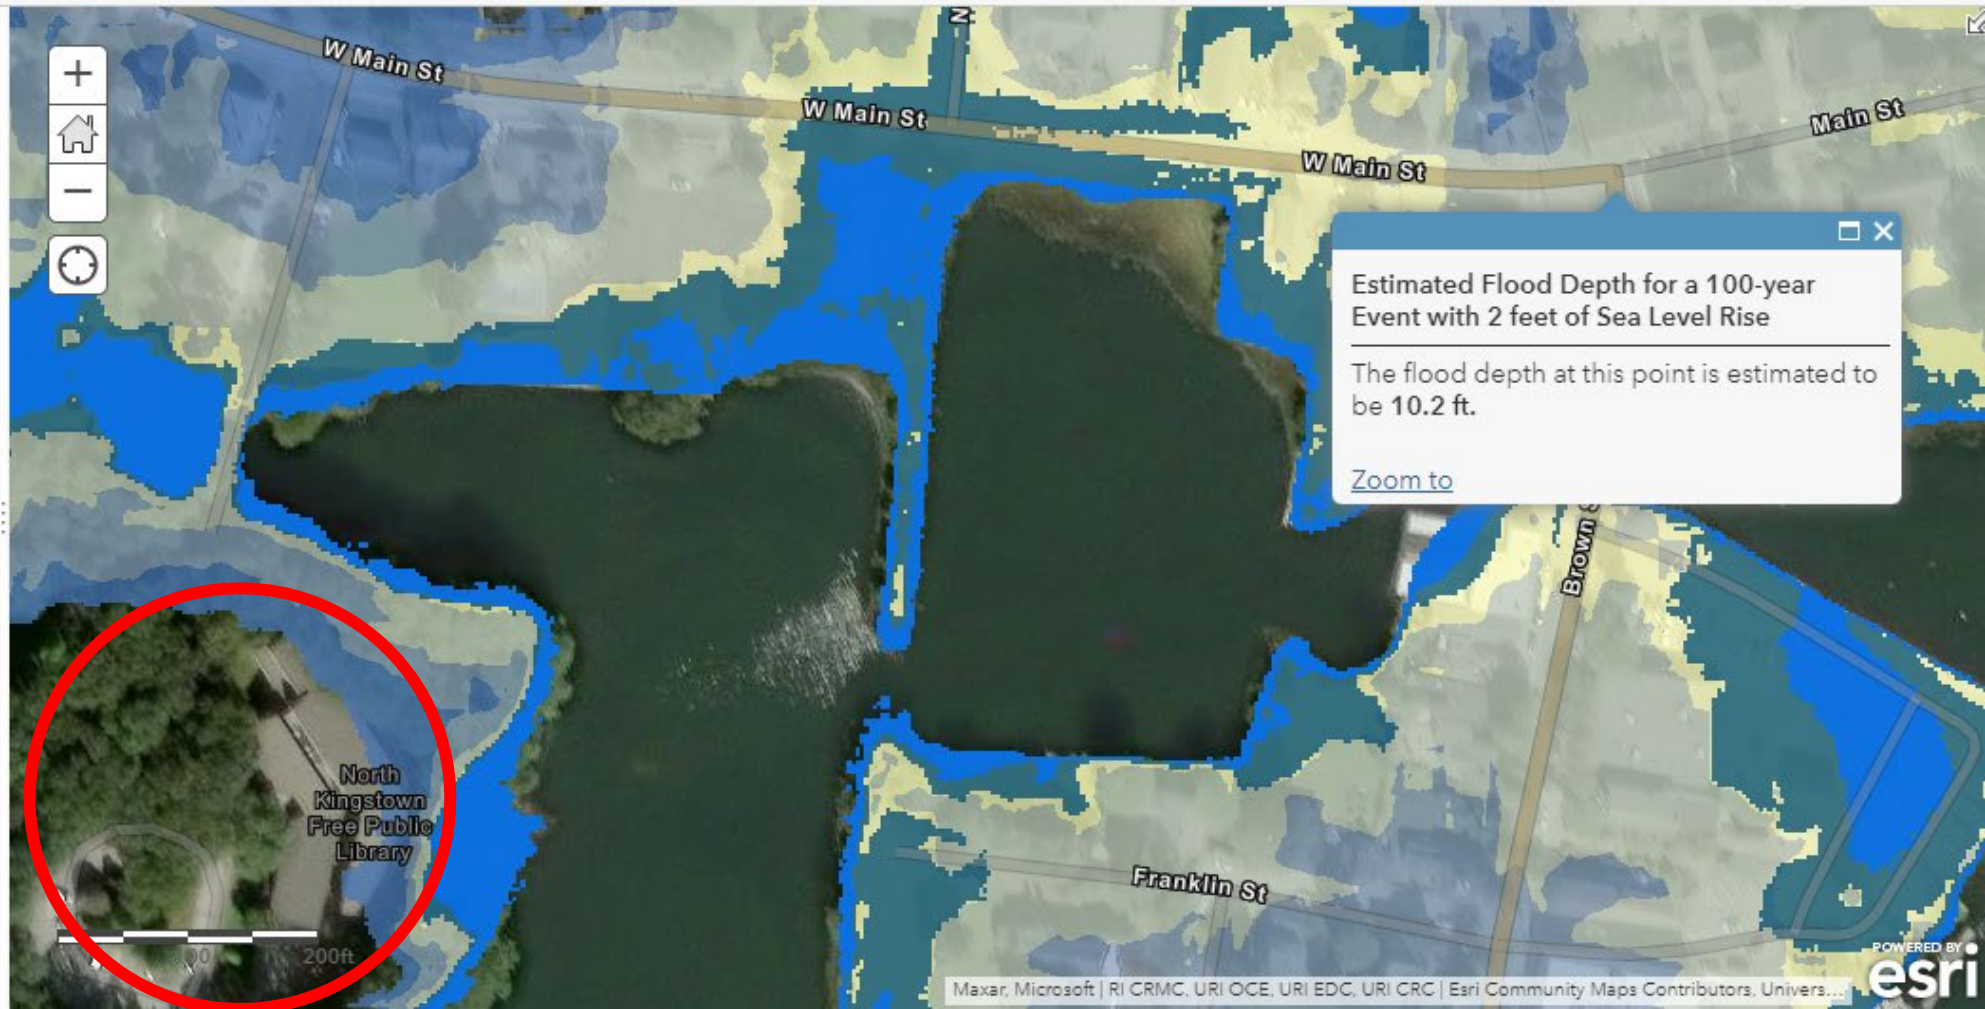 N
W Main St
W Main St
W Main St
Main St
+
−
Estimated Flood Depth for a 100-year
Event with 2 feet of Sea Level Rise
The flood depth at this point is estimated to
be 10.2 ft.
Zoom to
Brown
North
Kingstown
Free Public
Library
Franklin St
200ft
POWERED BY
esri
Maxar, Microsoft | RI CRMC, URI OCE, URI EDC, URI CRC | Esri Community Maps Contributors, Univers...